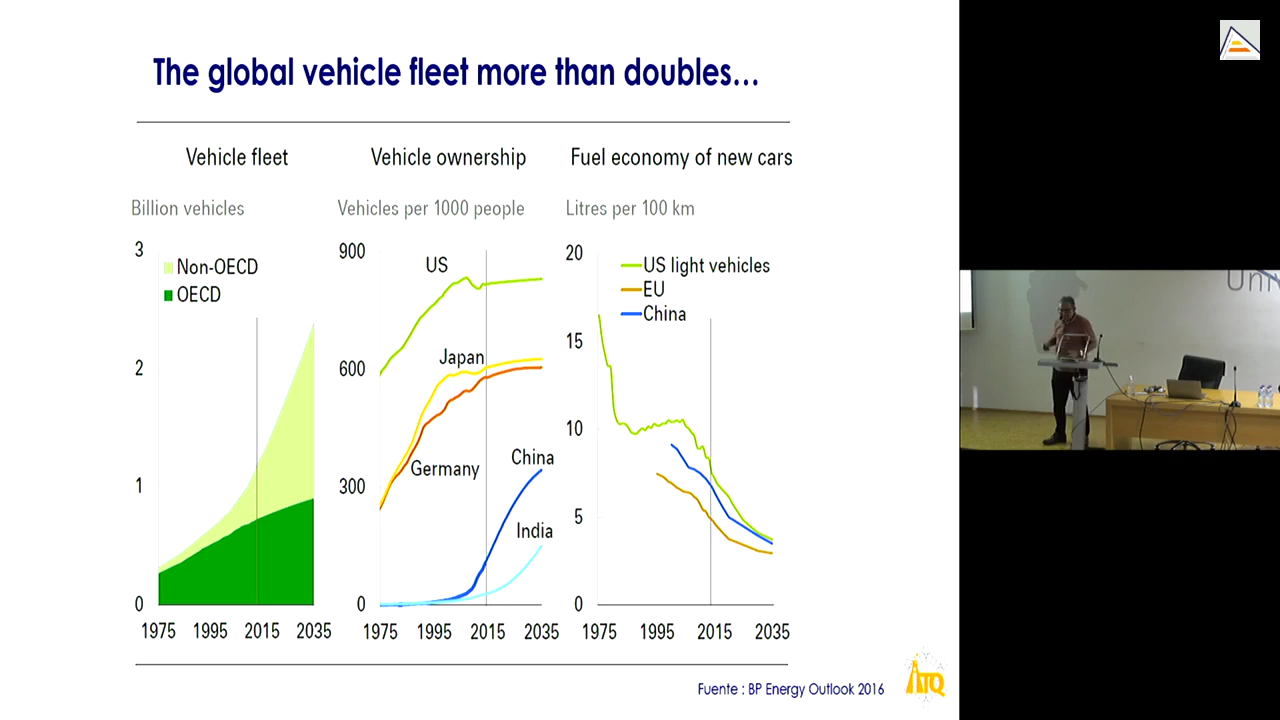 The global vehicle fleet more than doubles...
Vehicle fleet
Billion vehicles
3
2
1
0
Non-OECD
OECD
1975 1995 2015 2035
Vehicle ownership
Vehicles per 1000 people
900
600
300
0
US
Japan
Germany
China
India
1975 1995 2015 2035
Fuel economy of new cars
Litres per 100 km
20
15
10
5
0
US light vehicles
EU
China
1975 1995 2015 2035
Fuente : BP Energy Outlook 2016
ATQ
Univ